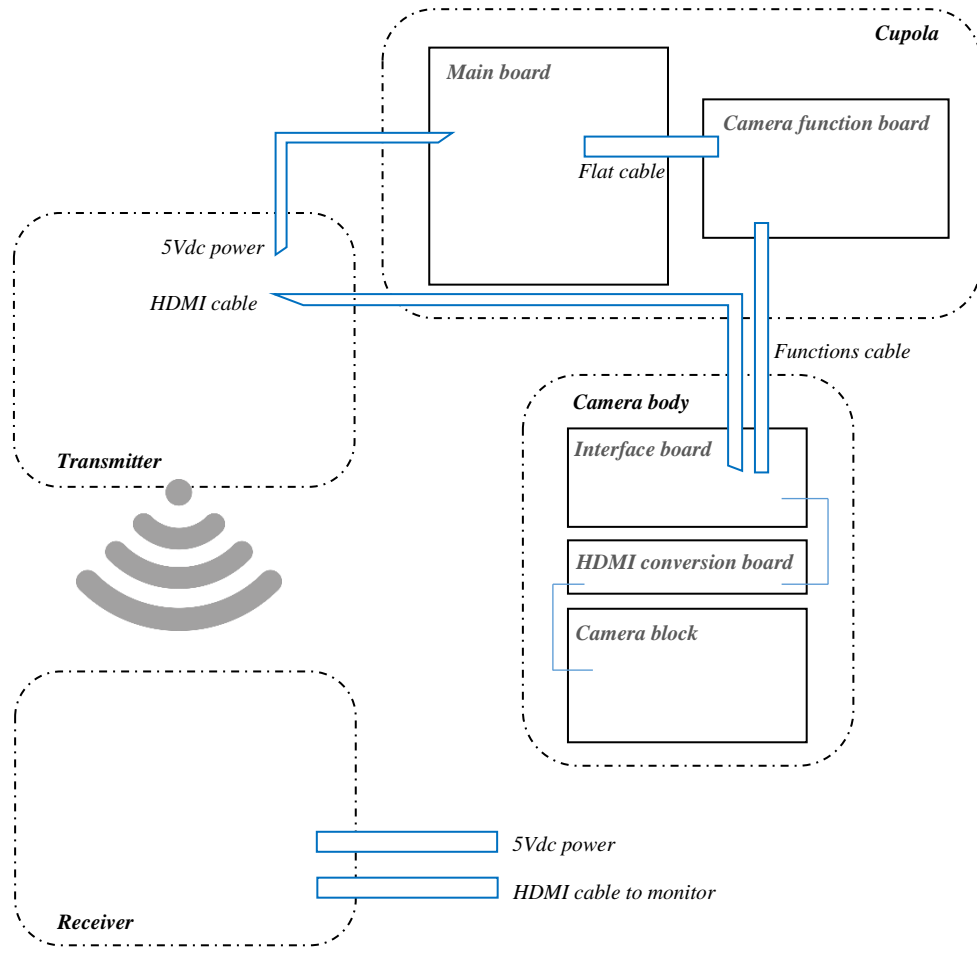 Cupola
Main board
Camera function board
Flat cable
5Vdc power
HDMI cable
Functions cable
Camera body
Interface board
Transmitter
HDMI conversion board
Camera block
5Vdc power
HDMI cable to monitor
Receiver